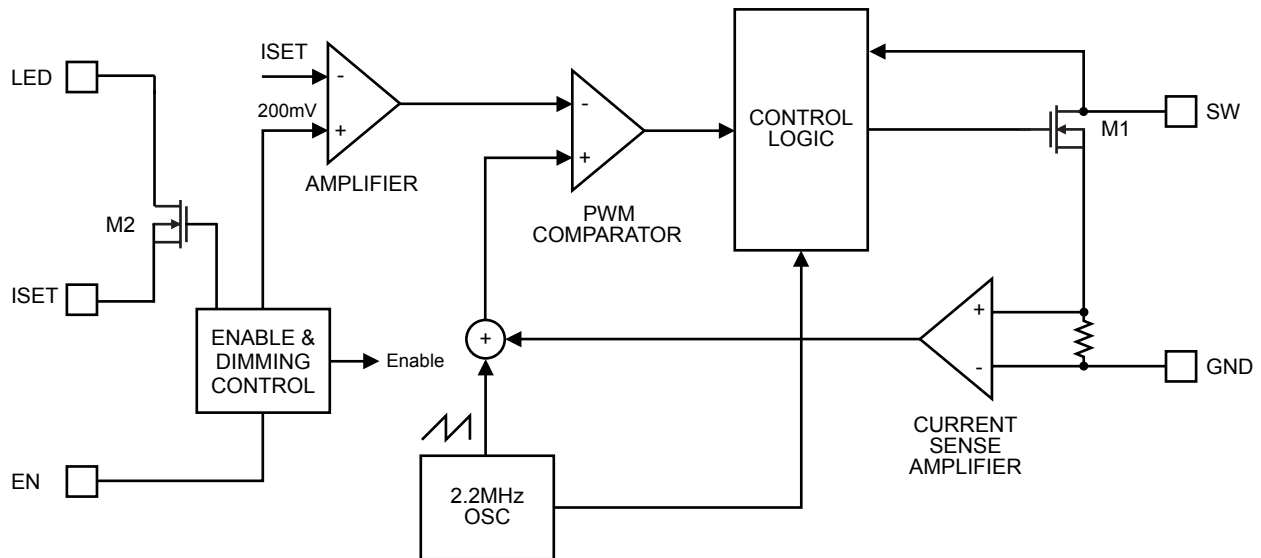 LED
ISET
-
200mV
+
AMPLIFIER
-
+
PWM
COMPARATOR
CONTROL
LOGIC
M1
SW
M2
ISET
ENABLE &
DIMMING
CONTROL
Enable
+
+
-
GND
CURRENT
SENSE
AMPLIFIER
EN
2.2MHz
OSC